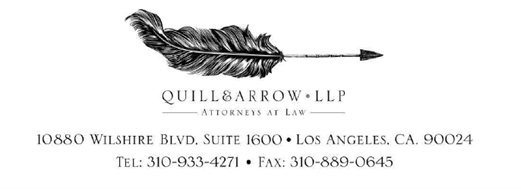 QUILL&ARROW • LLP
ATTORNEYS AT LAW
10880 WILSHIRE BLVD, SUITE 1600 • LOS ANGELES, CA. 90024
TEL: 310-933-4271 • FAX: 310-889-0645